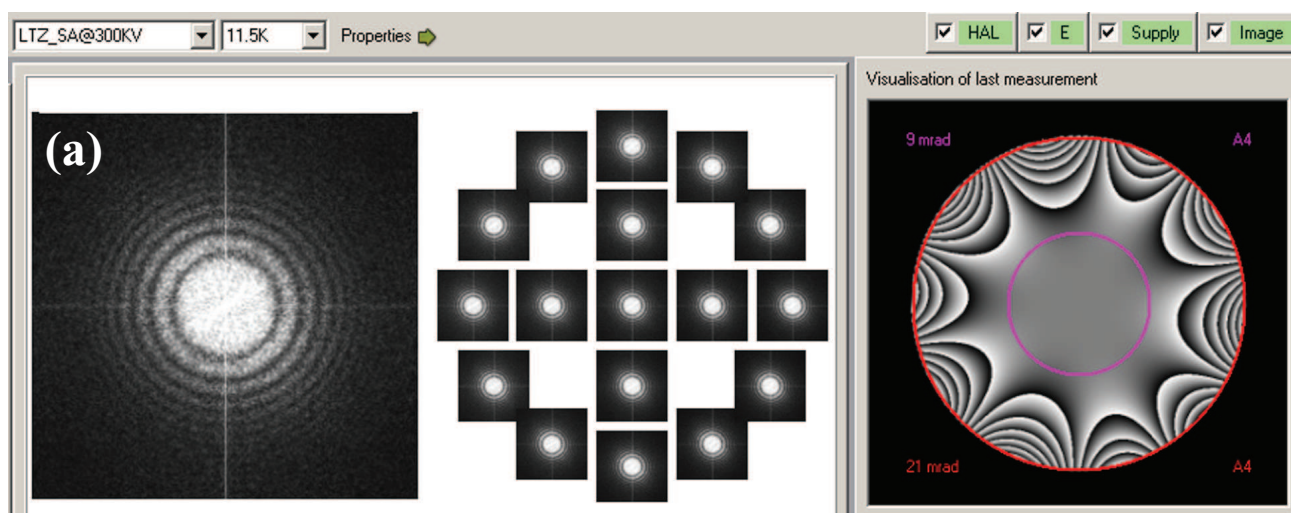 LTZ_SA@300KV 11.5K Properties HAL E Supply Image
Visualisation of last measurement
(a)
9 mrad A4
21 mrad A4